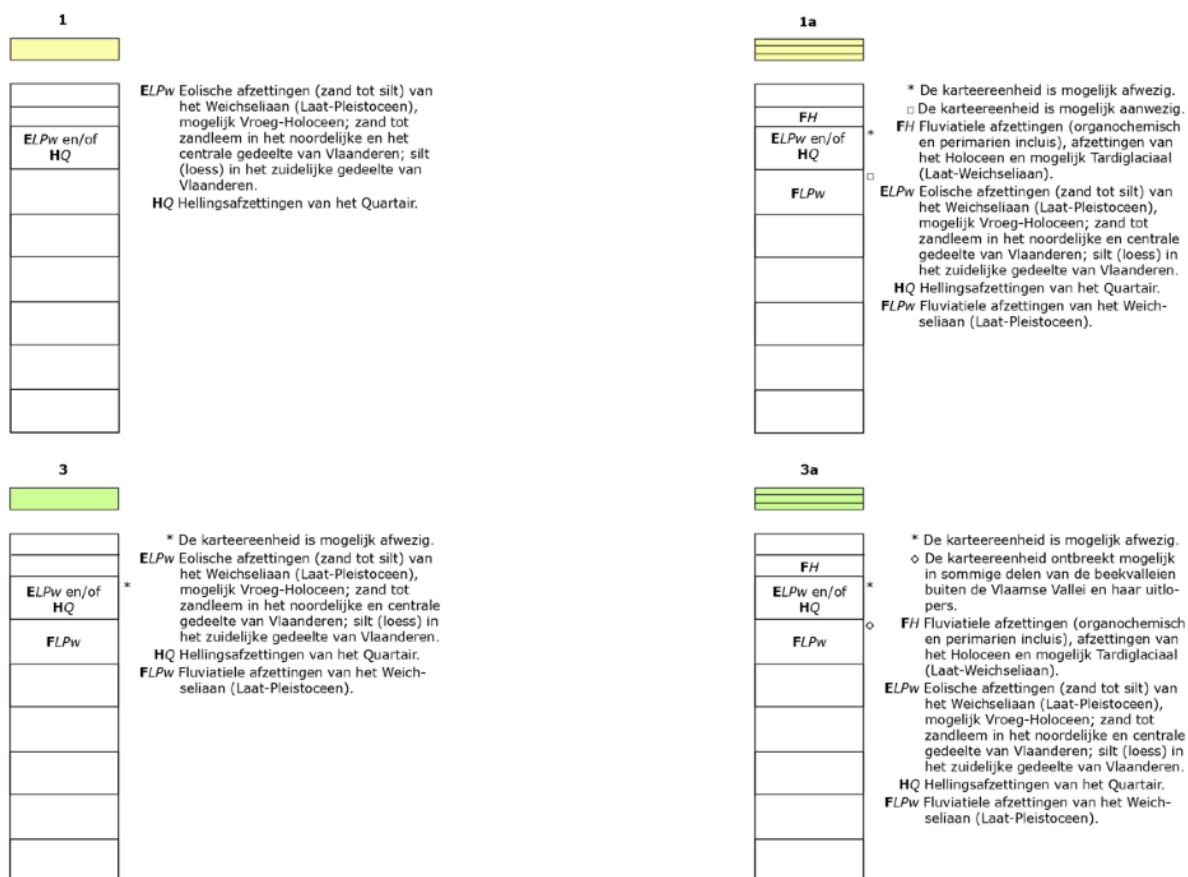 1
ELPw en/of
HQ
ELPw Eolische afzettingen (zand tot silt) van
het Weichseliaan (Laat-Pleistoceen),
mogelijk Vroeg-Holoceen; zand tot
zandleem in het noordelijke en het
centrale gedeelte van Vlaanderen; silt
(loess) in het zuidelijke gedeelte van
Vlaanderen.
HQ Hellingsafzettingen van het Quartair.
1a
FH
ELPw en/of
HQ
*
□
FLPw
* De karteereenheid is mogelijk afwezig.
□ De karteereenheid is mogelijk aanwezig.
FH Fluviatiele afzettingen (organochemisch
en perimarien incluis), afzettingen van
het Holoceen en mogelijk Tardiglaciaal
(Laat-Weichseliaan).
ELPw Eolische afzettingen (zand tot silt) van
het Weichseliaan (Laat-Pleistoceen),
mogelijk Vroeg-Holoceen; zand tot
zandleem in het noordelijke en centrale
gedeelte van Vlaanderen; silt (loess) in
het zuidelijke gedeelte van Vlaanderen.
HQ Hellingsafzettingen van het Quartair.
FLPw Fluviatiele afzettingen van het Weich-
seliaan (Laat-Pleistoceen).
3
ELPw en/of
HQ
*
FLPw
* De karteereenheid is mogelijk afwezig.
ELPw Eolische afzettingen (zand tot silt) van
het Weichseliaan (Laat-Pleistoceen),
mogelijk Vroeg-Holoceen; zand tot
zandleem in het noordelijke en centrale
gedeelte van Vlaanderen; silt (loess) in
het zuidelijke gedeelte van Vlaanderen.
HQ Hellingsafzettingen van het Quartair.
FLPw Fluviatiele afzettingen van het Weich-
seliaan (Laat-Pleistoceen).
3a
FH
ELPw en/of
HQ
*
◇
FLPw
* De karteereenheid is mogelijk afwezig.
◇ De karteereenheid ontbreekt mogelijk
in sommige delen van de beekvalleien
buiten de Vlaamse Vallei en haar uitlo-
pers.
FH Fluviatiele afzettingen (organochemisch
en perimarien incluis), afzettingen van
het Holoceen en mogelijk Tardiglaciaal
(Laat-Weichseliaan).
ELPw Eolische afzettingen (zand tot silt) van
het Weichseliaan (Laat-Pleistoceen),
mogelijk Vroeg-Holoceen; zand tot
zandleem in het noordelijke en centrale
gedeelte van Vlaanderen; silt (loess) in
het zuidelijke gedeelte van Vlaanderen.
HQ Hellingsafzettingen van het Quartair.
FLPw Fluviatiele afzettingen van het Weich-
seliaan (Laat-Pleistoceen).